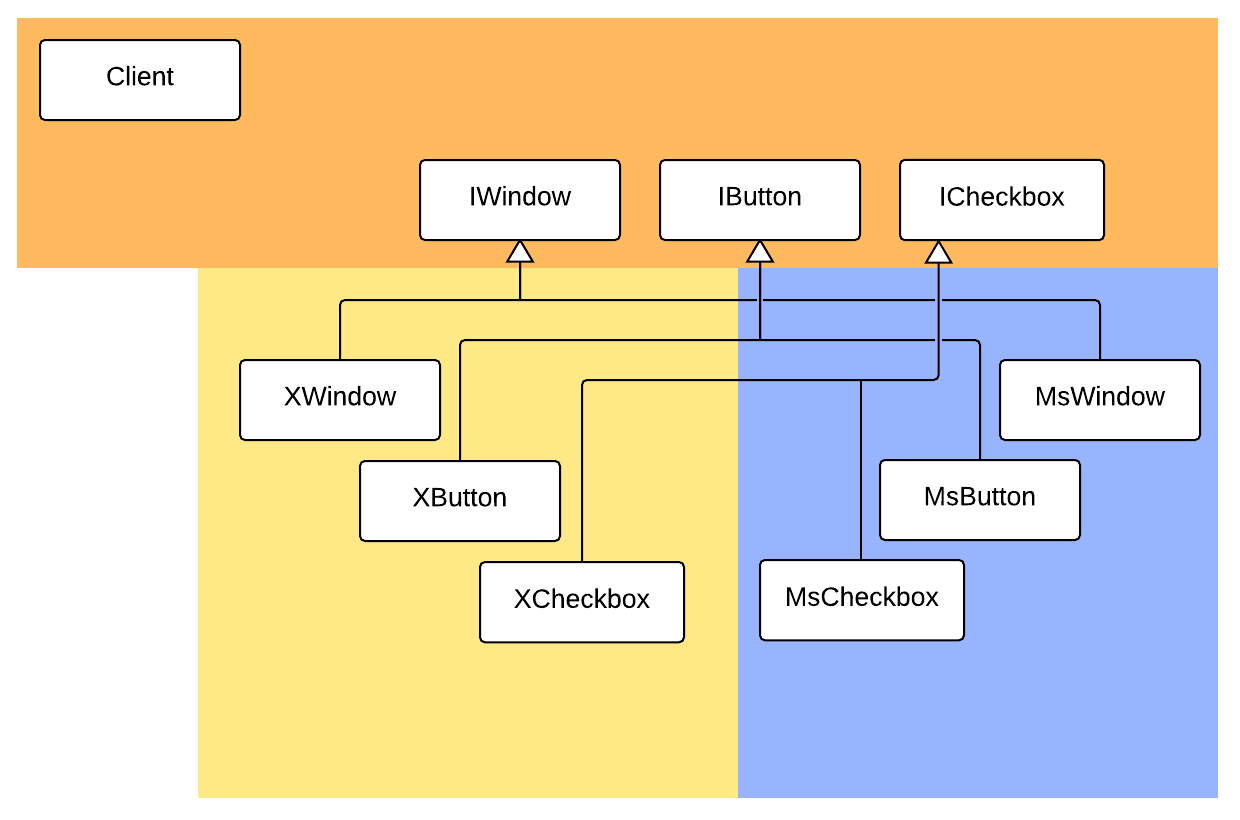 Client
IWindow
IButton
ICheckbox
XWindow
MsWindow
XButton
MsButton
XCheckbox
MsCheckbox